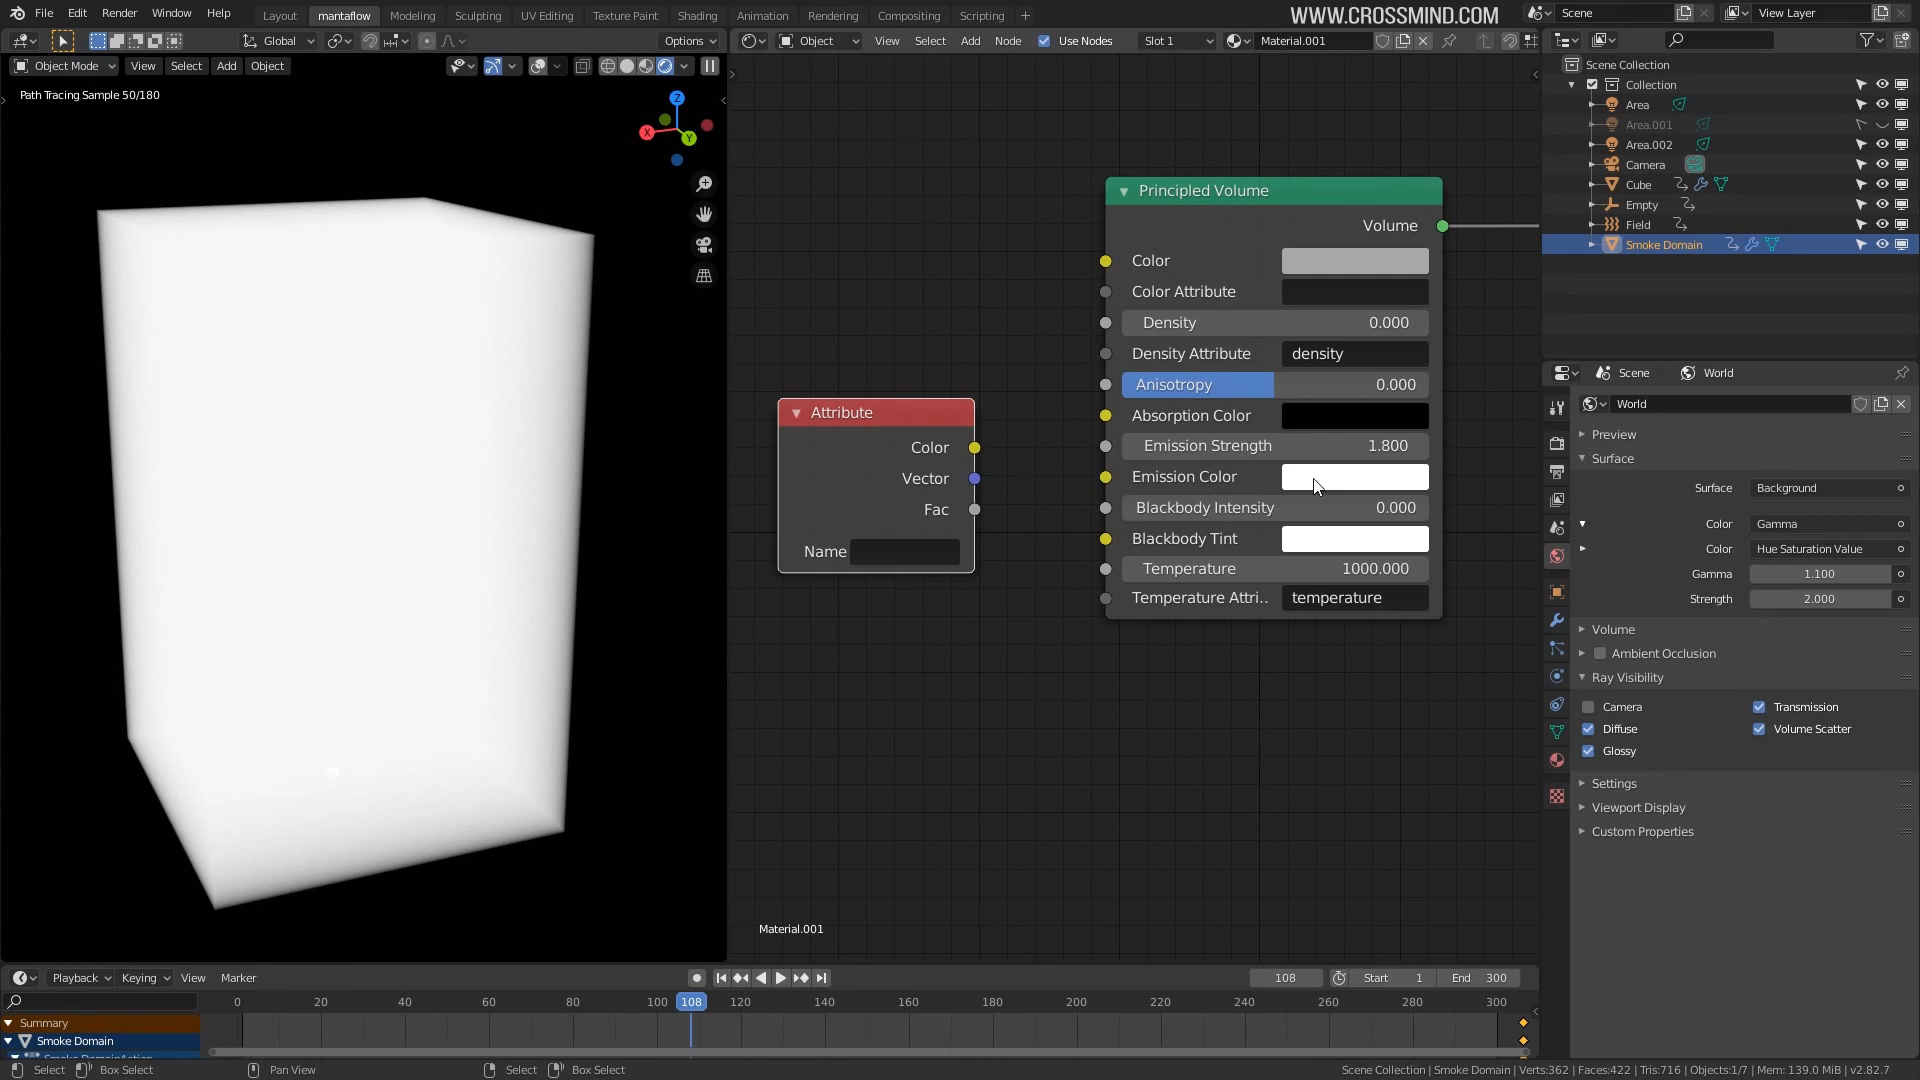 File Edit Render Window Help
Layout mantaflow Modeling Sculpting UV Editing Texture Paint Shading Animation Rendering Compositing Scripting +
WWW.CROSSMIND.COM
Scene View Layer
Global Options
Object View Select Add Node Use Nodes Slot 1 Material.001
Object Mode View Select Add Object
Path Tracing Sample 50/180
Z
X
Y
Principled Volume
Volume
Color
Color Attribute
Density 0.000
Density Attribute density
Anisotropy 0.000
Absorption Color
Emission Strength 1.800
Emission Color
Blackbody Intensity 0.000
Blackbody Tint
Temperature 1000.000
Temperature Attri.. temperature
Attribute
Color
Vector
Fac
Name
Material.001
Scene Collection
Collection
Area
Area.001
Area.002
Camera
Cube
Empty
Field
Smoke Domain
Scene World
World
Preview
Surface
Surface Background
Color Gamma
Color Hue Saturation Value
Gamma 1.100
Strength 2.000
Volume
Ambient Occlusion
Ray Visibility
Camera Transmission
Diffuse Volume Scatter
Glossy
Settings
Viewport Display
Custom Properties
Playback Keying View Marker
108 Start 1 End 300
0 20 40 60 80 100 108 120 140 160 180 200 220 240 260 280 300
Summary
Smoke Domain
Smoke DomainAction
Select Box Select Pan View Select Box Select
Scene Collection | Smoke Domain | Verts:362 | Faces:422 | Tris:716 | Objects:1/7 | Mem: 139.0 MiB | v2.82.7